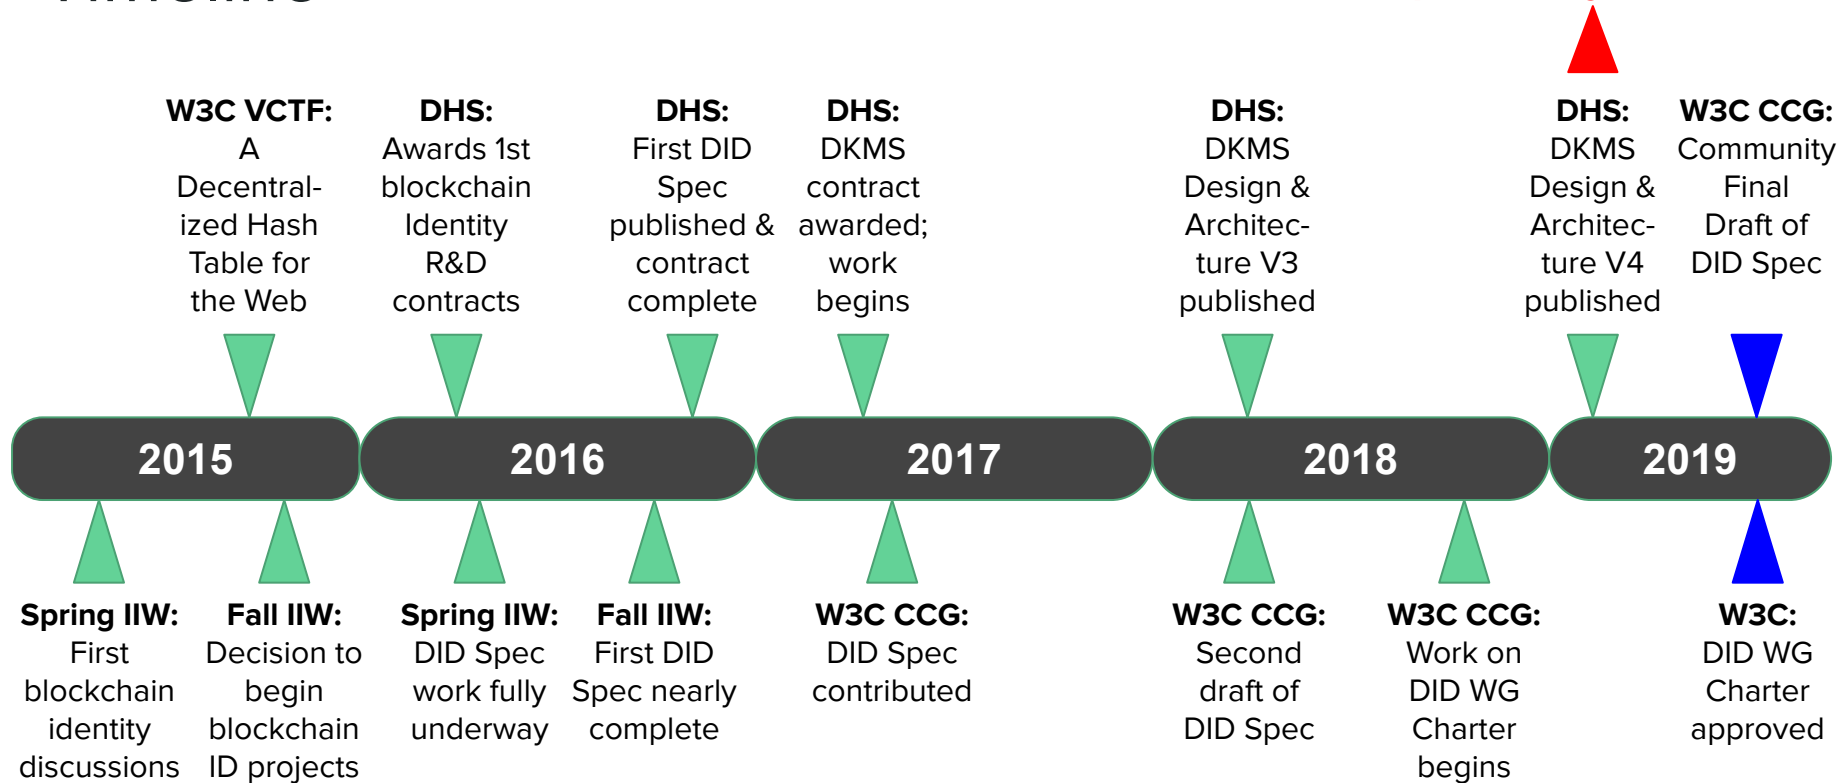 W3C VCTF:
A
Decentral-
ized Hash
Table for
the Web
DHS:
Awards 1st
blockchain
Identity
R&D
contracts
DHS:
First DID
Spec
published &
contract
complete
DHS:
DKMS
contract
awarded;
work
begins
DHS:
DKMS
Design &
Architec-
ture V3
published
DHS:
DKMS
Design &
Architec-
ture V4
published
W3C CCG:
Community
Final
Draft of
DID Spec
2015
2016
2017
2018
2019
Spring IIW:
First
blockchain
identity
discussions
Fall IIW:
Decision to
begin
blockchain
ID projects
Spring IIW:
DID Spec
work fully
underway
Fall IIW:
First DID
Spec nearly
complete
W3C CCG:
DID Spec
contributed
W3C CCG:
Second
draft of
DID Spec
W3C CCG:
Work on
DID WG
Charter
begins
W3C:
DID WG
Charter
approved